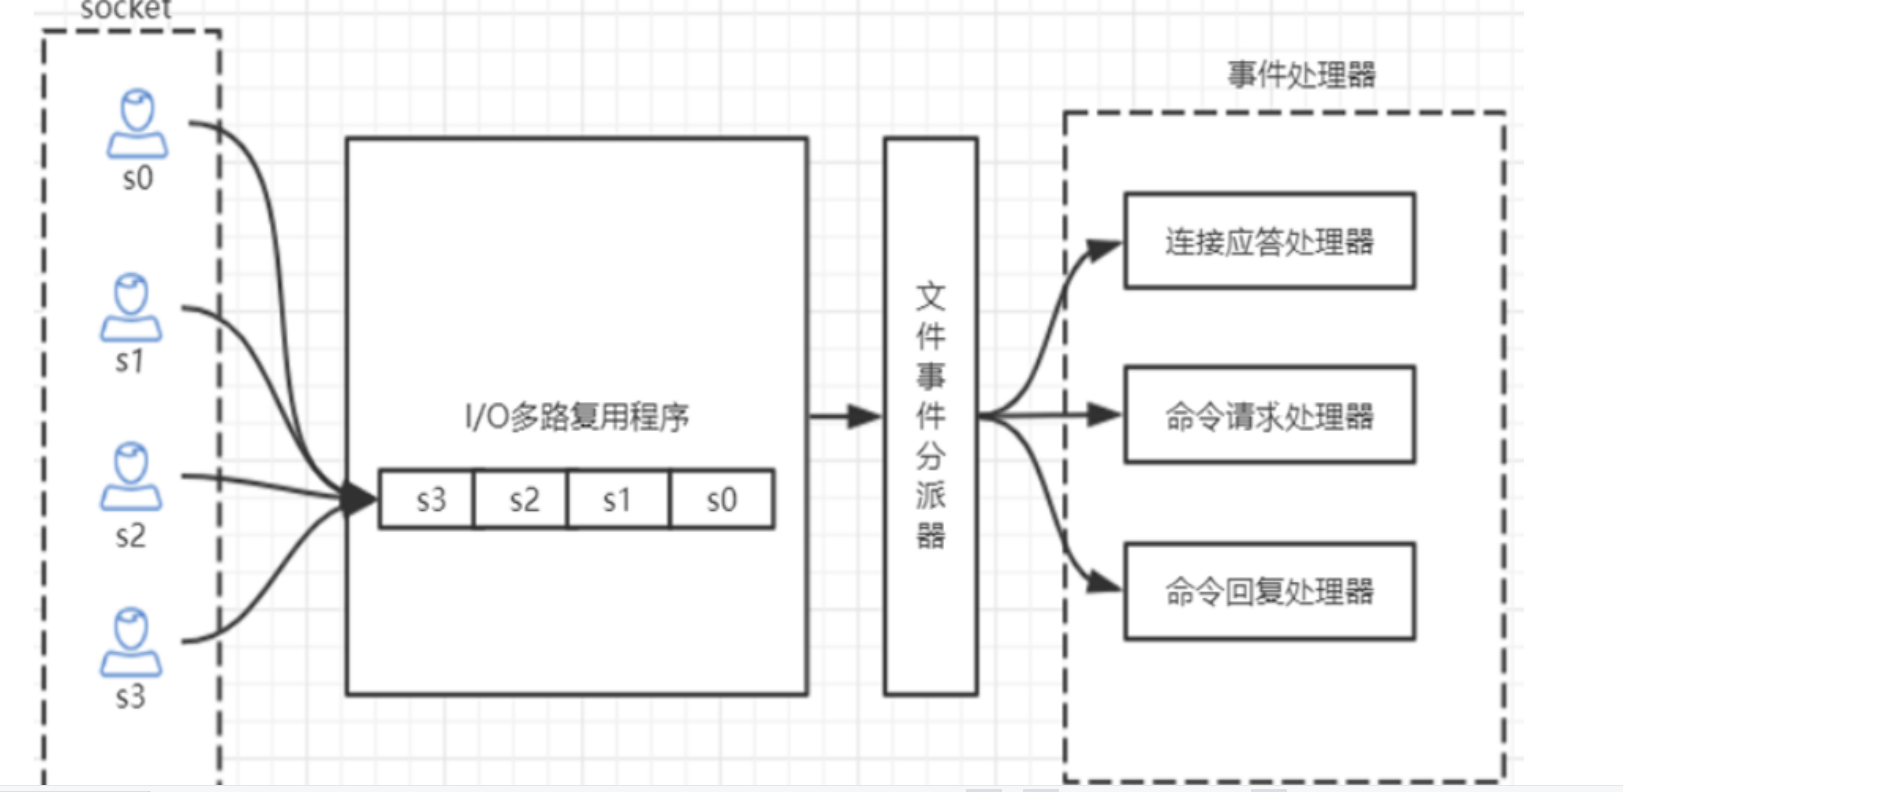 socket
s0
s1
s2
s3
I/O多路复用程序
s3 s2 s1 s0
文件事件分派器
事件处理器
连接应答处理器
命令请求处理器
命令回复处理器